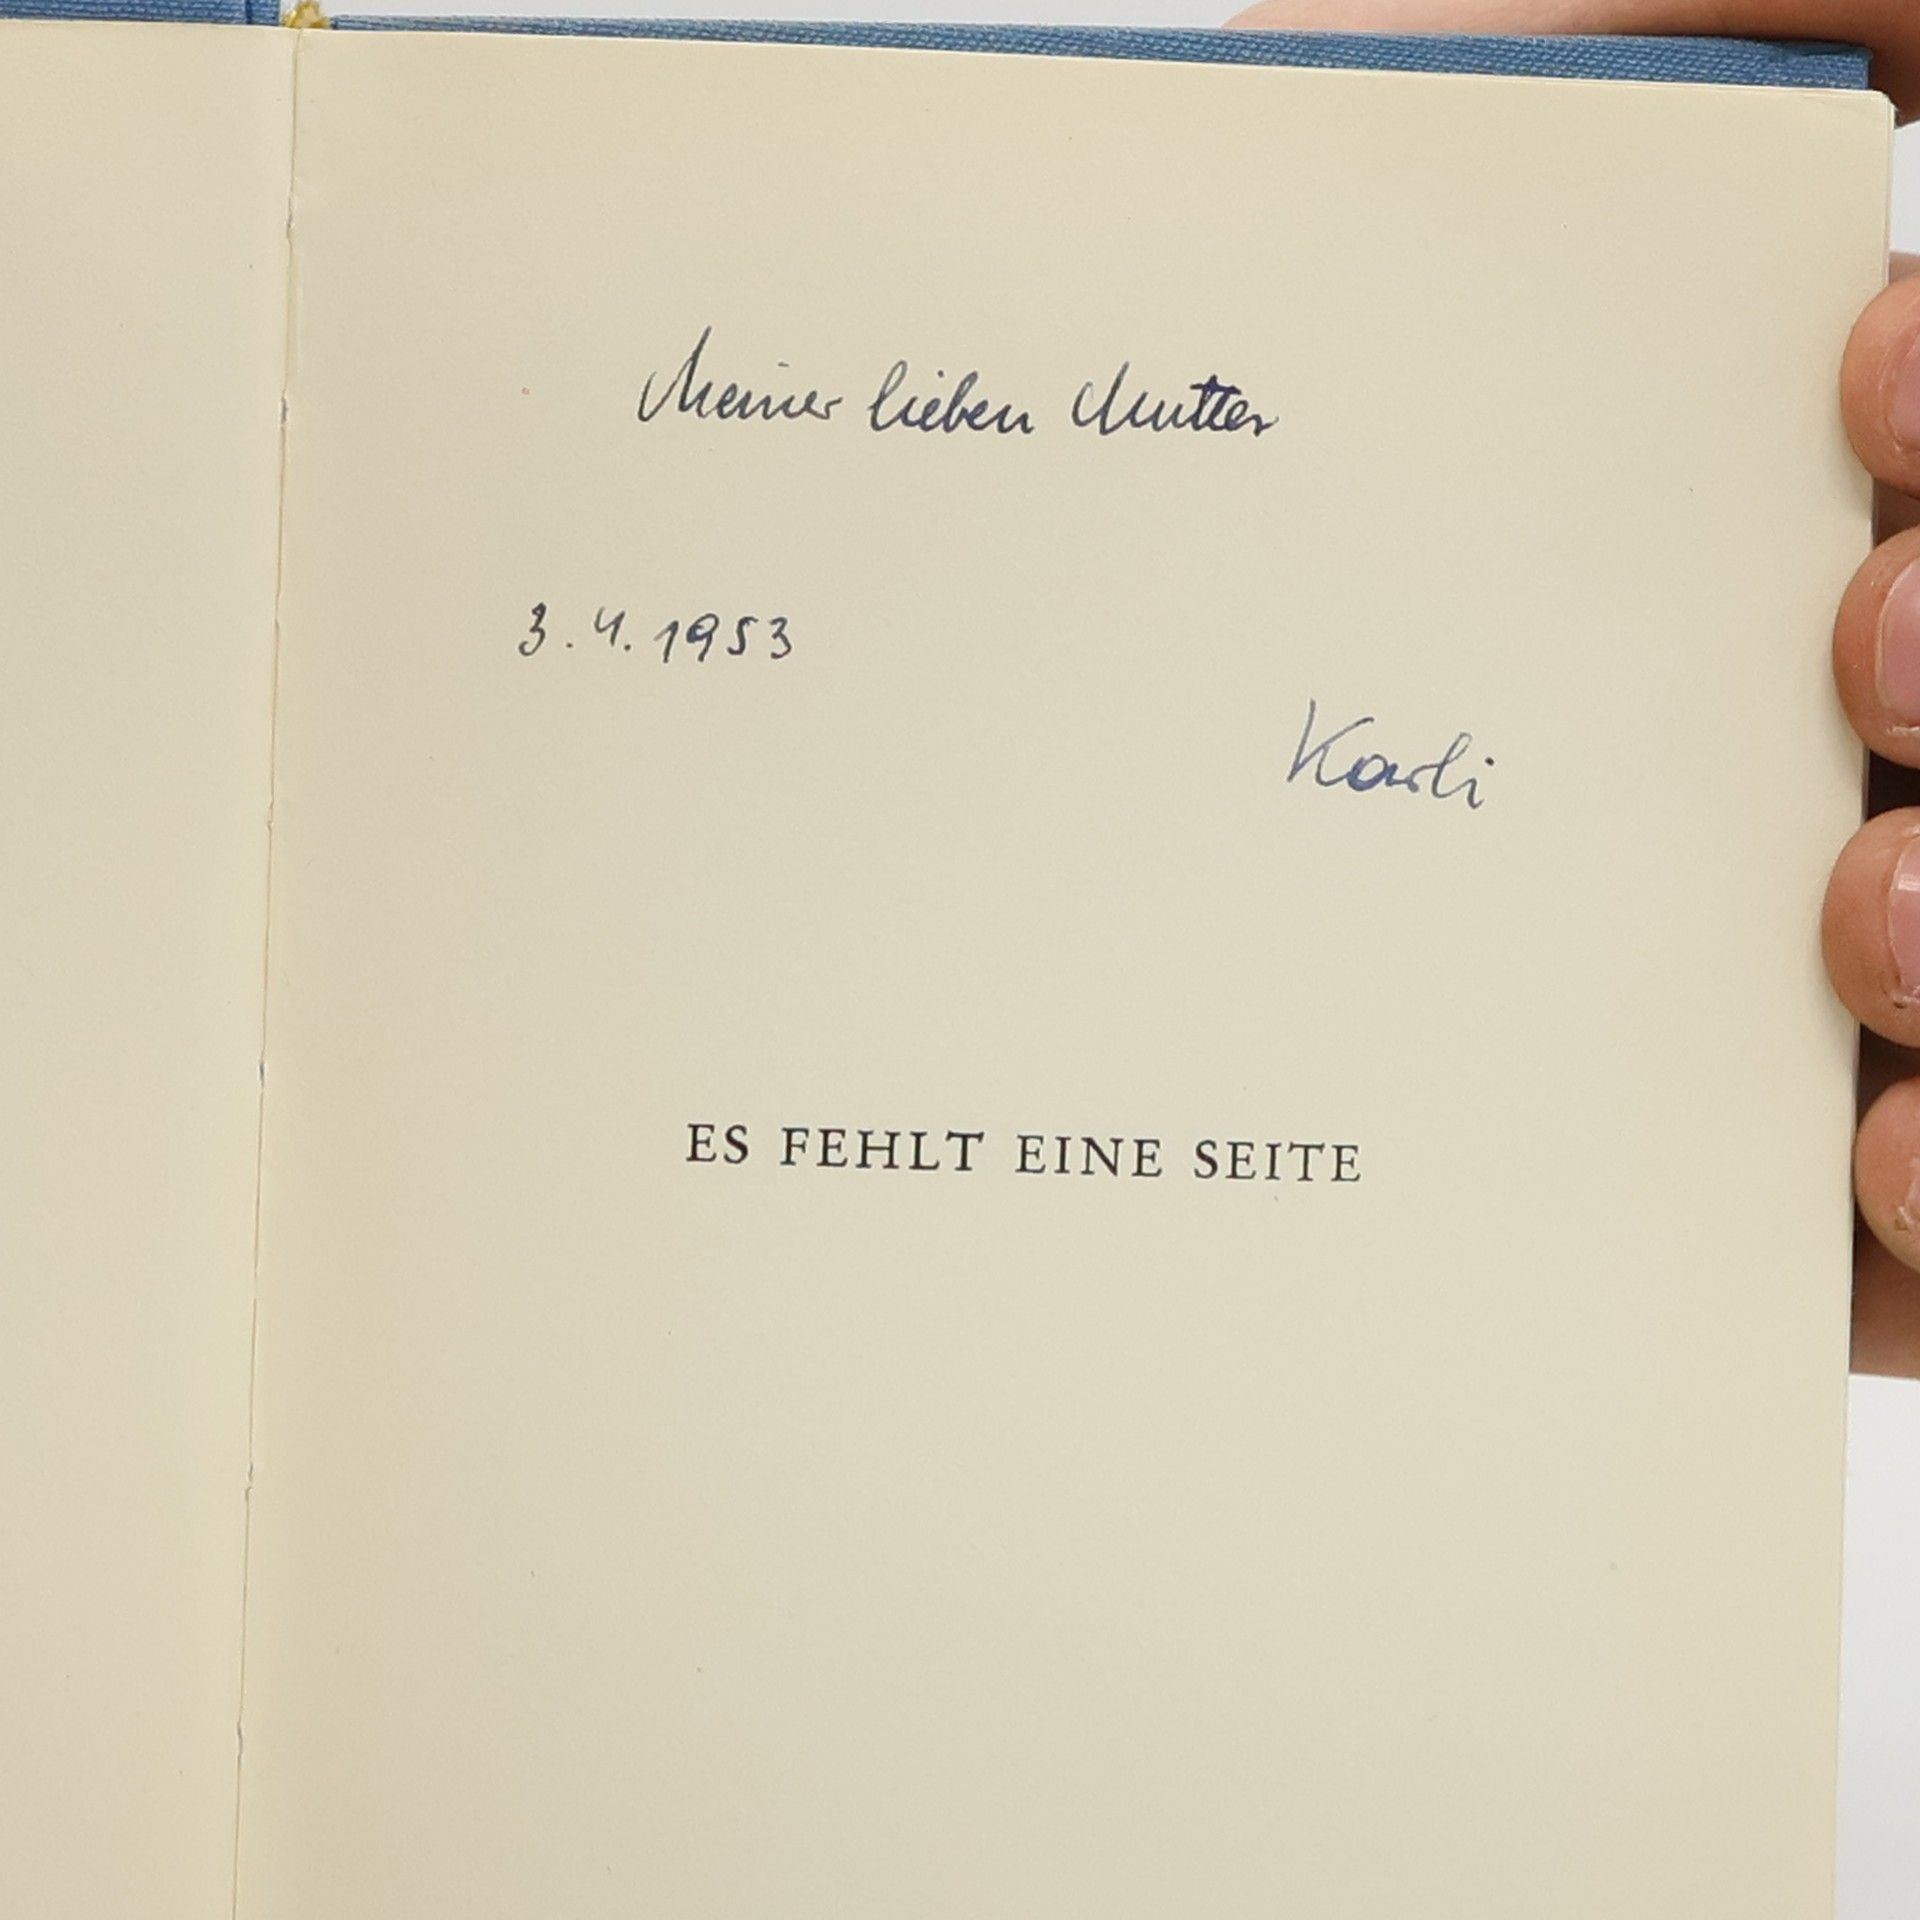 Meiner lieben Mutter
3.4.1953
Karli
ES FEHLT EINE SEITE